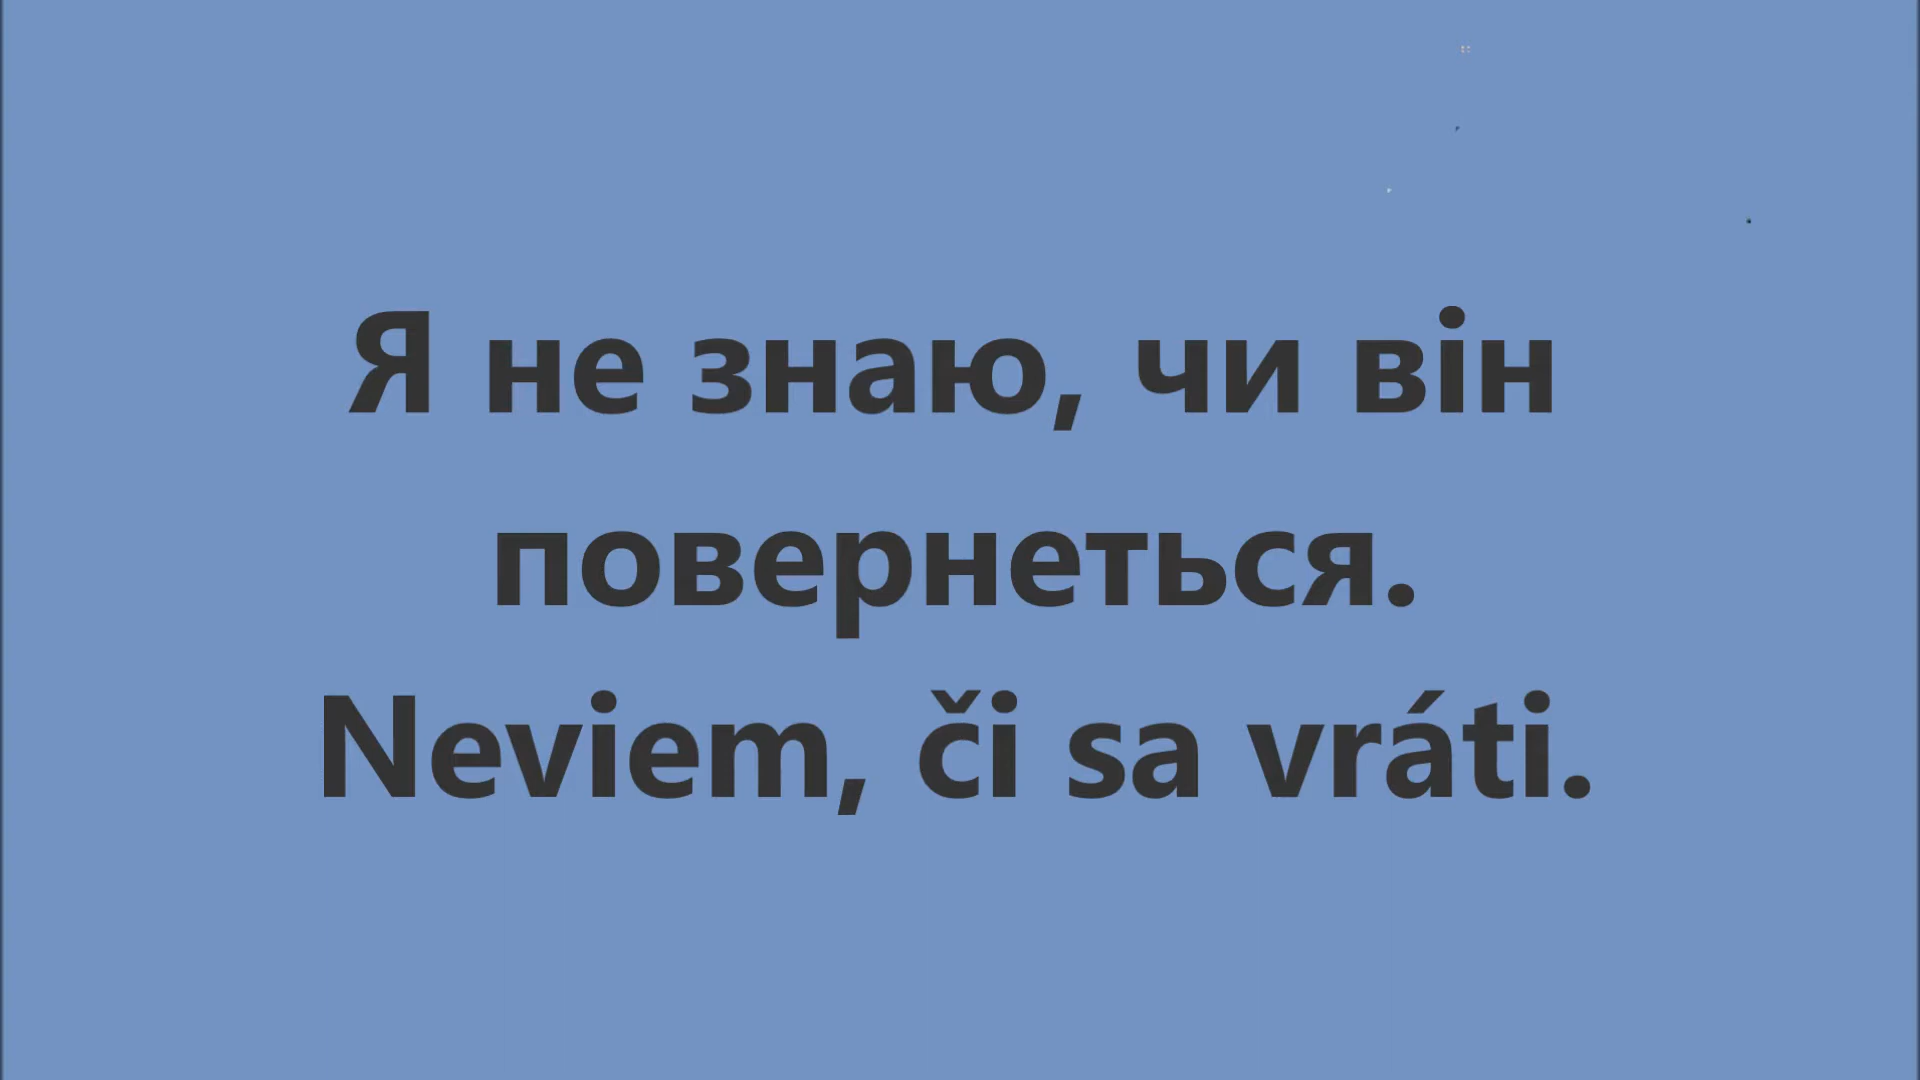 Я не знаю, чи він
повернеться.
Neviem, či sa vráti.